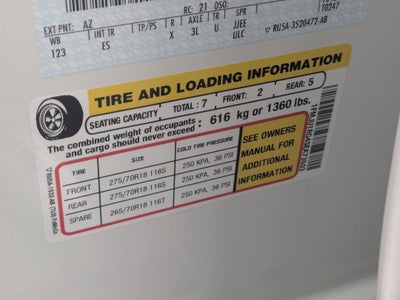 RC: 21 DSO:
EXT PNT: AZ
WB INT TR TP/PS R AX TR SPR 10247
123 ES X 3L U JJEE
ULC ▽ RU5A-3520472-AB
TIRE AND LOADING INFORMATION
SEATING CAPACITY TOTAL : 7 FRONT: 2 REAR: 5
The combined weight of occupants and cargo should never exceed : 616 kg or 1360 lbs.
TIRE SIZE COLD TIRE PRESSURE
FRONT 275/70R18 116S 250 KPA, 36 PSI
REAR 275/70R18 116S 250 KPA, 36 PSI
SPARE 265/70R18 116T 250 KPA, 36 PSI
SEE OWNERS
MANUAL FOR
ADDITIONAL
INFORMATION